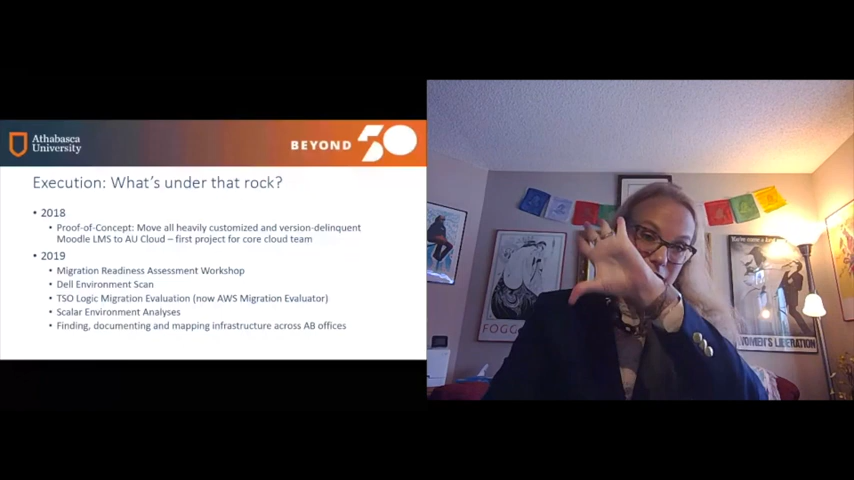 Athabasca
University
BEYOND 50
Execution: What's under that rock?
• 2018
• Proof-of-Concept: Move all heavily customized and version-delinquent
Moodle LMS to AU Cloud – first project for core cloud team
• 2019
• Migration Readiness Assessment Workshop
• Dell Environment Scan
• TSO Logic Migration Evaluation (now AWS Migration Evaluator)
• Scalar Environment Analyses
• Finding, documenting and mapping infrastructure across AB offices
FOGG
WOMEN'S LIBERATION